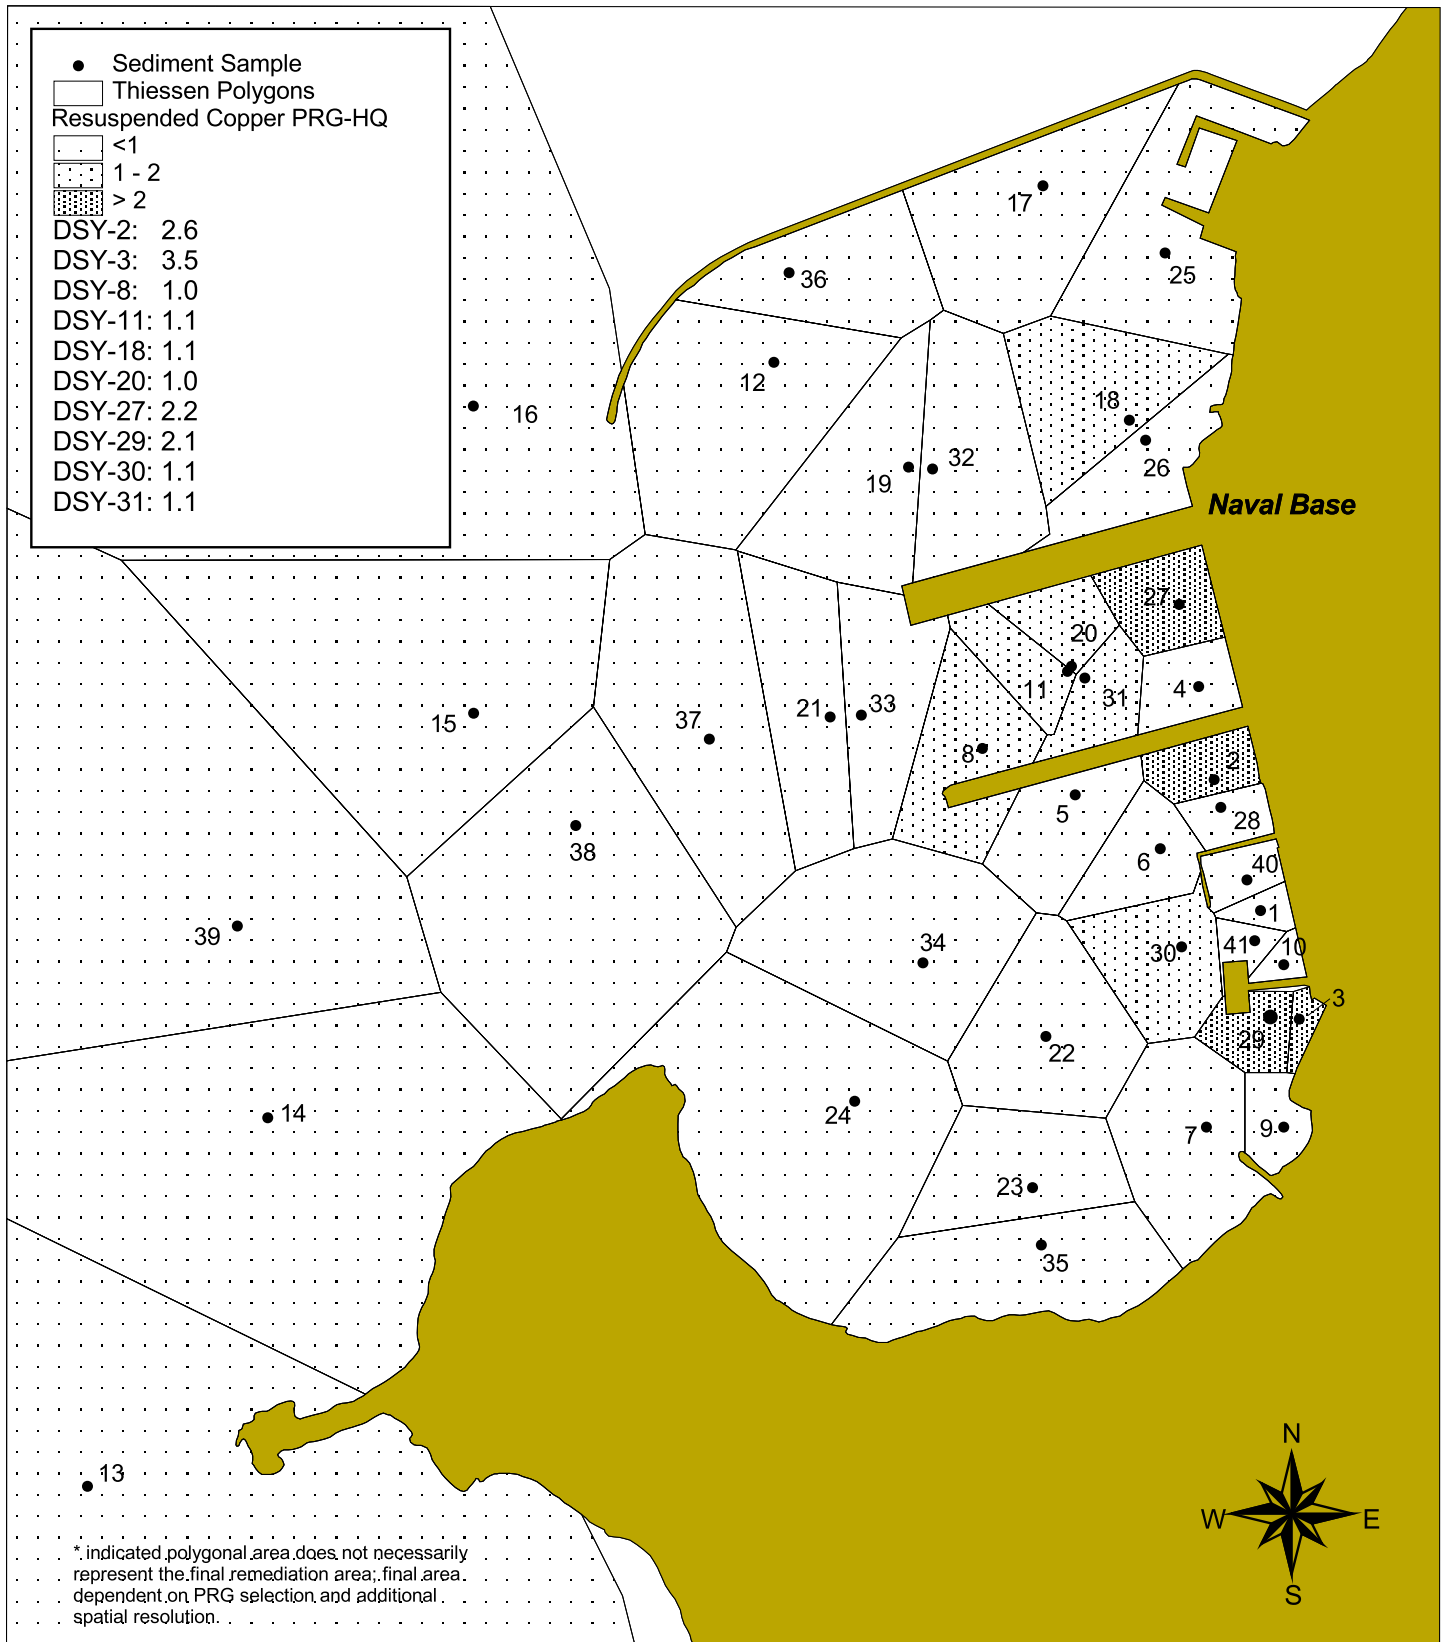 Sediment Sample
Thiessen Polygons
Resuspended Copper PRG-HQ
<1
1 - 2
> 2
DSY-2: 2.6
DSY-3: 3.5
DSY-8: 1.0
DSY-11: 1.1
DSY-18: 1.1
DSY-20: 1.0
DSY-27: 2.2
DSY-29: 2.1
DSY-30: 1.1
DSY-31: 1.1
17
25
36
12
16
18
26
19
32
Naval Base
27
20
11
31
4
15
37
21
33
8
2
5
28
38
6
40
1
39
34
30
41
10
3
29
22
14
24
7
9
23
35
13
N
W
E
S
* indicated polygonal area does not necessarily
represent the final remediation area; final area
dependent on PRG selection and additional
spatial resolution.